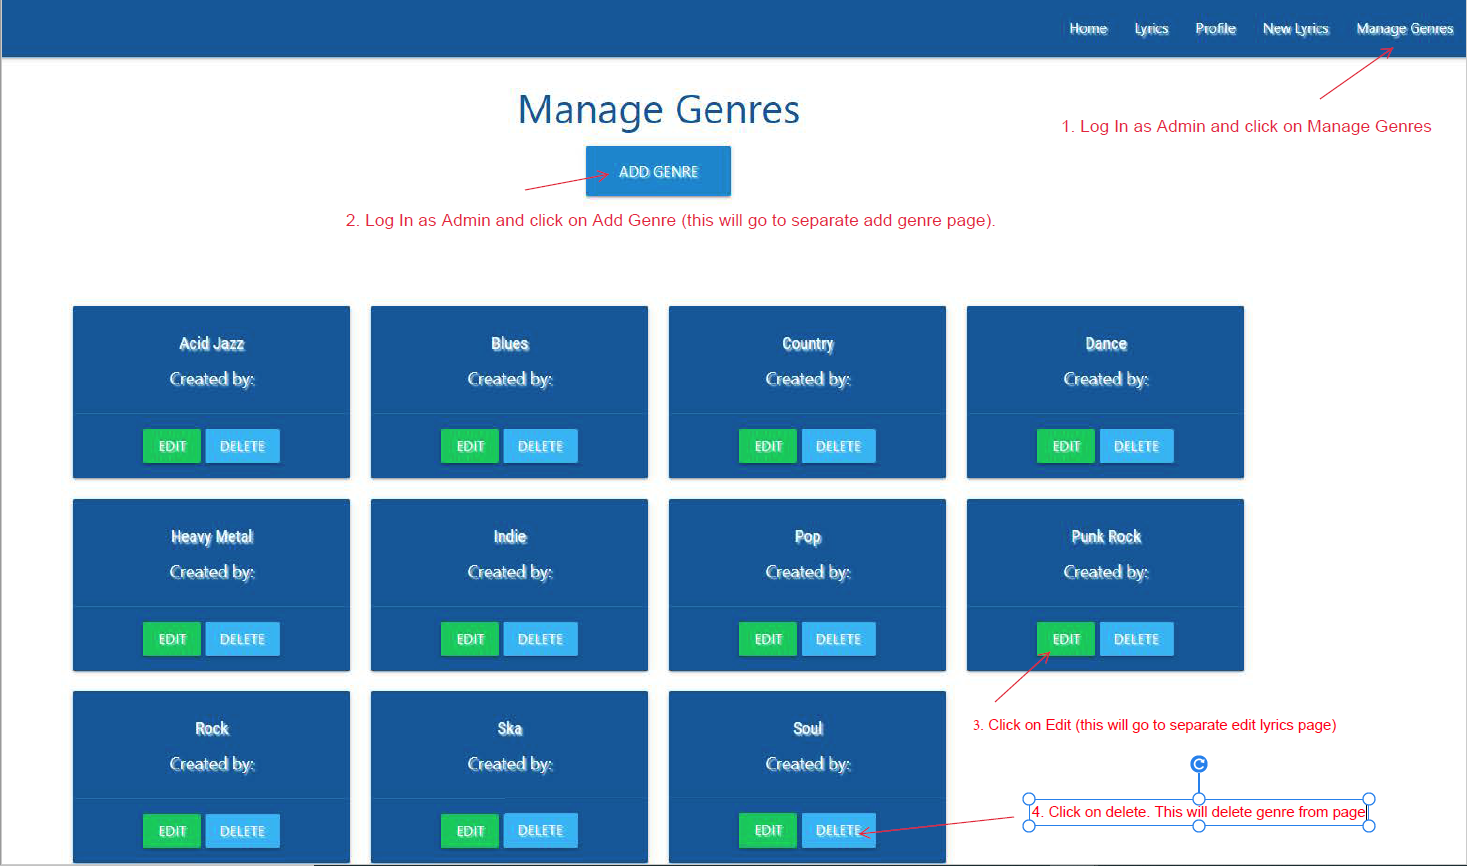 Home Lyrics Profile New Lyrics Manage Genres
Manage Genres
1. Log In as Admin and click on Manage Genres
ADD GENRE
2. Log In as Admin and click on Add Genre (this will go to separate add genre page).
Acid Jazz
Created by:
EDIT DELETE
Blues
Created by:
EDIT DELETE
Country
Created by:
EDIT DELETE
Dance
Created by:
EDIT DELETE
Heavy Metal
Created by:
EDIT DELETE
Indie
Created by:
EDIT DELETE
Pop
Created by:
EDIT DELETE
Punk Rock
Created by:
EDIT DELETE
3. Click on Edit (this will go to separate edit lyrics page)
Rock
Created by:
EDIT DELETE
Ska
Created by:
EDIT DELETE
Soul
Created by:
EDIT DELETE
4. Click on delete. This will delete genre from page